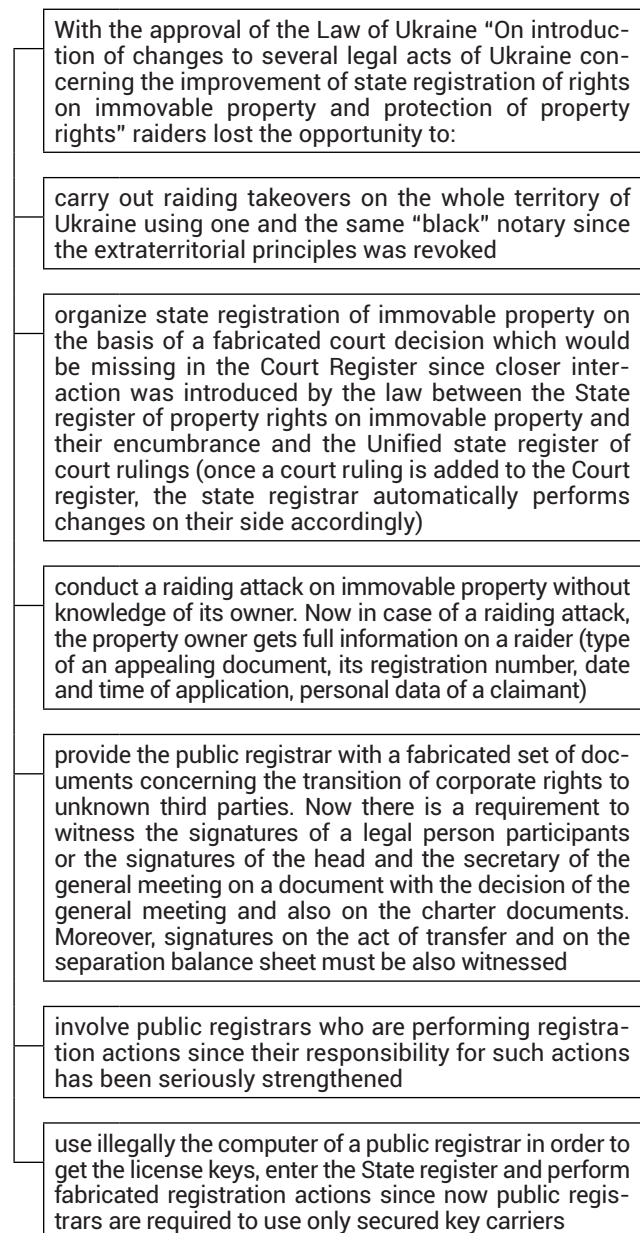 With the approval of the Law of Ukraine “On introduc-
tion of changes to several legal acts of Ukraine con-
cerning the improvement of state registration of rights
on immovable property and protection of property
rights” raiders lost the opportunity to:
carry out raiding takeovers on the whole territory of
Ukraine using one and the same “black” notary since
the extraterritorial principles was revoked
organize state registration of immovable property on
the basis of a fabricated court decision which would
be missing in the Court Register since closer inter-
action was introduced by the law between the State
register of property rights on immovable property and
their encumbrance and the Unified state register of
court rulings (once a court ruling is added to the Court
register, the state registrar automatically performs
changes on their side accordingly)
conduct a raiding attack on immovable property without
knowledge of its owner. Now in case of a raiding attack,
the property owner gets full information on a raider (type
of an appealing document, its registration number, date
and time of application, personal data of a claimant)
provide the public registrar with a fabricated set of doc-
uments concerning the transition of corporate rights to
unknown third parties. Now there is a requirement to
witness the signatures of a legal person participants
or the signatures of the head and the secretary of the
general meeting on a document with the decision of the
general meeting and also on the charter documents.
Moreover, signatures on the act of transfer and on the
separation balance sheet must be also witnessed
involve public registrars who are performing registra-
tion actions since their responsibility for such actions
has been seriously strengthened
use illegally the computer of a public registrar in order to
get the license keys, enter the State register and perform
fabricated registration actions since now public regis-
trars are required to use only secured key carriers